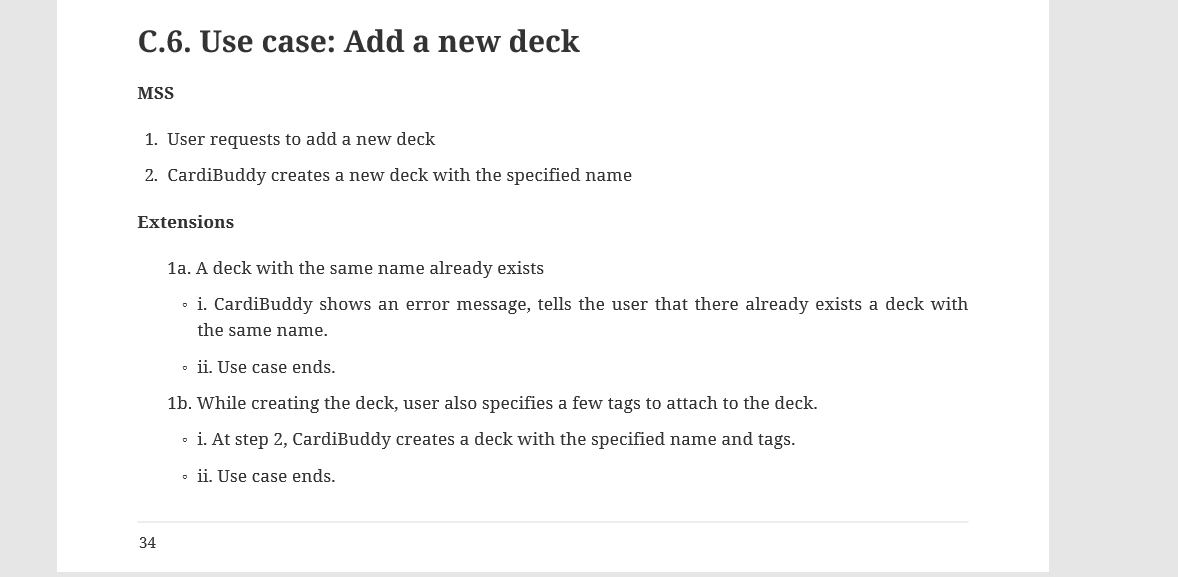 C.6. Use case: Add a new deck
MSS
1. User requests to add a new deck
2. CardiBuddy creates a new deck with the specified name
Extensions
1a. A deck with the same name already exists
◦ i. CardiBuddy shows an error message, tells the user that there already exists a deck with
the same name.
◦ ii. Use case ends.
1b. While creating the deck, user also specifies a few tags to attach to the deck.
◦ i. At step 2, CardiBuddy creates a deck with the specified name and tags.
◦ ii. Use case ends.
34